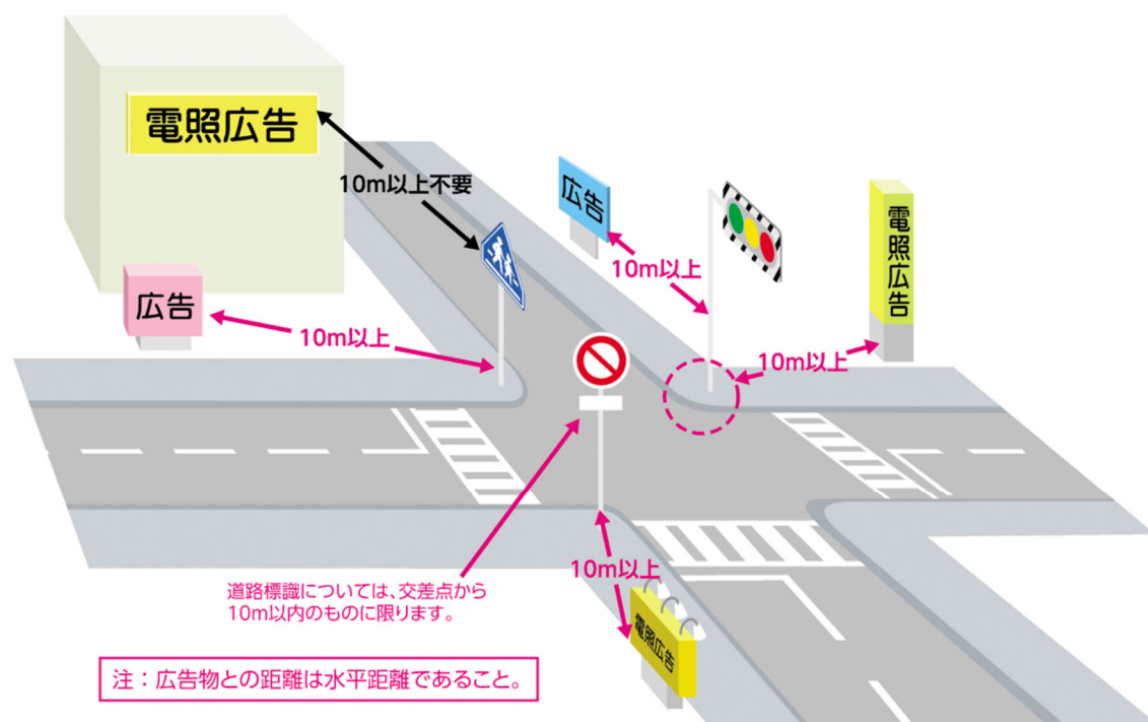 電照広告
10m以上不要
広告
10m以上
電照広告
広告
10m以上
10m以上
10m以上
電照広告
道路標識については、交差点から
10m以内のものに限ります。
注：広告物との距離は水平距離であること。